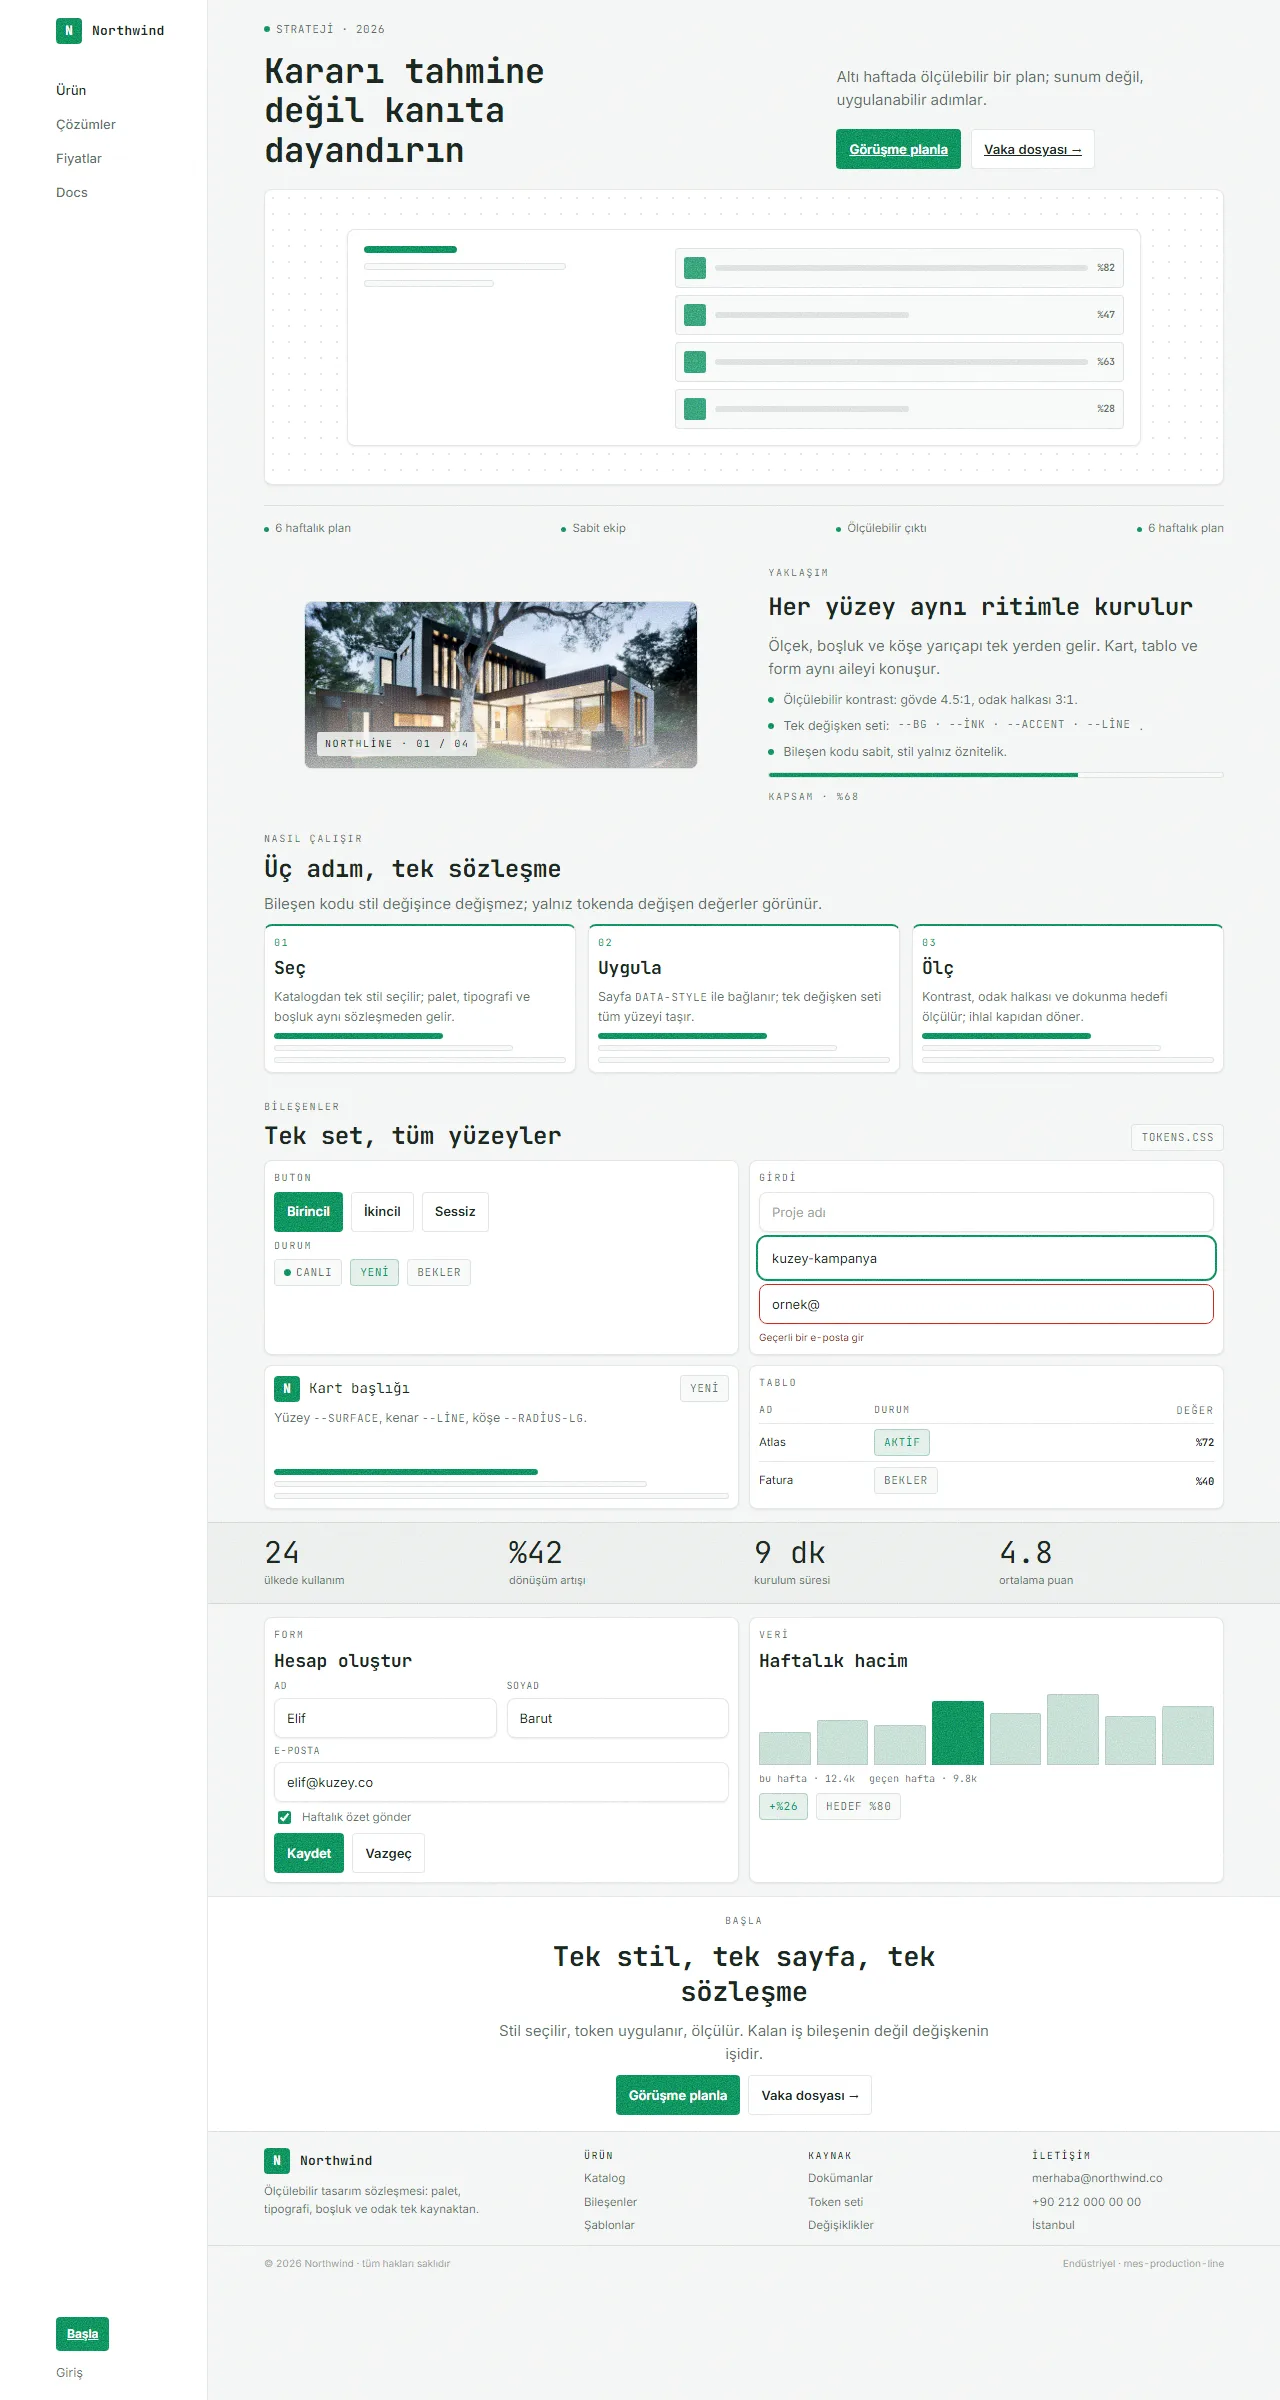 N Northwind
Ürün
Çözümler
Fiyatlar
Docs
STRATEJİ · 2026
Kararı tahmine
değil kanıta
dayandırın
Altı haftada ölçülebilir bir plan; sunum değil,
uygulanabilir adımlar.
Görüşme planla
Vaka dosyası →
%82
%47
%63
%28
6 haftalık plan
Sabit ekip
Ölçülebilir çıktı
6 haftalık plan
NORTHLİNE · 01 / 04
YAKLAŞIM
Her yüzey aynı ritimle kurulur
Ölçek, boşluk ve köşe yarıçapı tek yerden gelir. Kart, tablo ve
form aynı aileyi konuşur.
Ölçülebilir kontrast: gövde 4.5:1, odak halkası 3:1.
Tek değişken seti: --BG · --İNK · --ACCENT · --LİNE .
Bileşen kodu sabit, stil yalnız öznitelik.
KAPSAM · %68
NASIL ÇALIŞIR
Üç adım, tek sözleşme
Bileşen kodu stil değişince değişmez; yalnız tokenda değişen değerler görünür.
01
Seç
Katalogdan tek stil seçilir; palet, tipografi ve
boşluk aynı sözleşmeden gelir.
02
Uygula
Sayfa DATA-STYLE ile bağlanır; tek değişken seti
tüm yüzeyi taşır.
03
Ölç
Kontrast, odak halkası ve dokunma hedefi
ölçülür; ihlal kapıdan döner.
BİLEŞENLER
Tek set, tüm yüzeyler
TOKENS.CSS
BUTON
Birincil
İkincil
Sessiz
DURUM
CANLI
YENİ
BEKLER
GİRDİ
Proje adı
kuzey-kampanya
ornek@
Geçerli bir e-posta gir
N Kart başlığı
YENİ
Yüzey --SURFACE, kenar --LİNE, köşe --RADİUS-LG.
TABLO
AD DURUM DEĞER
Atlas AKTİF %72
Fatura BEKLER %40
24
ülkede kullanım
%42
dönüşüm artışı
9 dk
kurulum süresi
4.8
ortalama puan
FORM
Hesap oluştur
AD
Elif
SOYAD
Barut
E-POSTA
elif@kuzey.co
Haftalık özet gönder
Kaydet
Vazgeç
VERİ
Haftalık hacim
bu hafta · 12.4k geçen hafta · 9.8k
+%26
HEDEF %80
BAŞLA
Tek stil, tek sayfa, tek
sözleşme
Stil seçilir, token uygulanır, ölçülür. Kalan iş bileşenin değil değişkenin
işidir.
Görüşme planla
Vaka dosyası →
N Northwind
Ölçülebilir tasarım sözleşmesi: palet,
tipografi, boşluk ve odak tek kaynaktan.
ÜRÜN
Katalog
Bileşenler
Şablonlar
KAYNAK
Dokümanlar
Token seti
Değişiklikler
İLETİŞİM
merhaba@northwind.co
+90 212 000 00 00
İstanbul
© 2026 Northwind · tüm hakları saklıdır
Endüstriyel · mes-production-line
Başla
Giriş